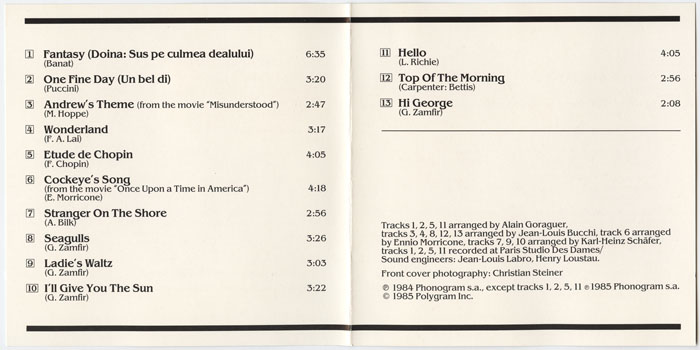 1 Fantasy (Doina: Sus pe culmea dealului) 6:35
(Banat)
2 One Fine Day (Un bel di) 3:20
(Puccini)
3 Andrew's Theme (from the movie "Misunderstood") 2:47
(M. Hoppe)
4 Wonderland 3:17
(F. A. Lai)
5 Etude de Chopin 4:05
(F. Chopin)
6 Cockeye's Song
(from the movie "Once Upon a Time in America") 4:18
(E. Morricone)
7 Stranger On The Shore 2:56
(A. Bilk)
8 Seagulls 3:26
(G. Zamfir)
9 Ladie's Waltz 3:03
(G. Zamfir)
10 I'll Give You The Sun 3:22
(G. Zamfir)
11 Hello 4:05
(L. Richie)
12 Top Of The Morning 2:56
(Carpenter: Bettis)
13 Hi George 2:08
(G. Zamfir)
Tracks 1, 2, 5, 11 arranged by Alain Goraguer,
tracks 3, 4, 8, 12, 13 arranged by Jean-Louis Bucchi, track 6 arranged
by Ennio Morricone, tracks 7, 9, 10 arranged by Karl-Heinz Schäfer,
tracks 1, 2, 5, 11 recorded at Paris Studio Des Dames/
Sound engineers: Jean-Louis Labro, Henry Loustau.
Front cover photography: Christian Steiner
℗ 1984 Phonogram s.a., except tracks 1, 2, 5, 11 ℗ 1985 Phonogram s.a.
© 1985 Polygram Inc.